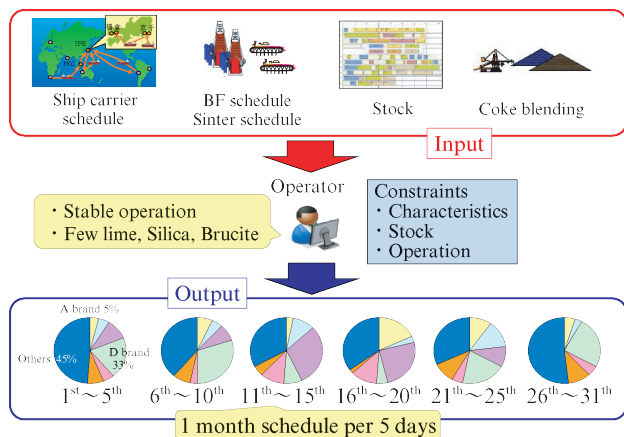 Ship carrier
schedule
BF schedule
Sinter schedule
Stock
Coke blending
Input
Operator
・Stable operation
・Few lime, Silica, Brucite
Constraints
・Characteristics
・Stock
・Operation
Output
A brand 5%
Others 45%
D brand
33%
1st～5th
6th～10th
11th～15th
16th～20th
21th～25th
26th～31th
1 month schedule per 5 days